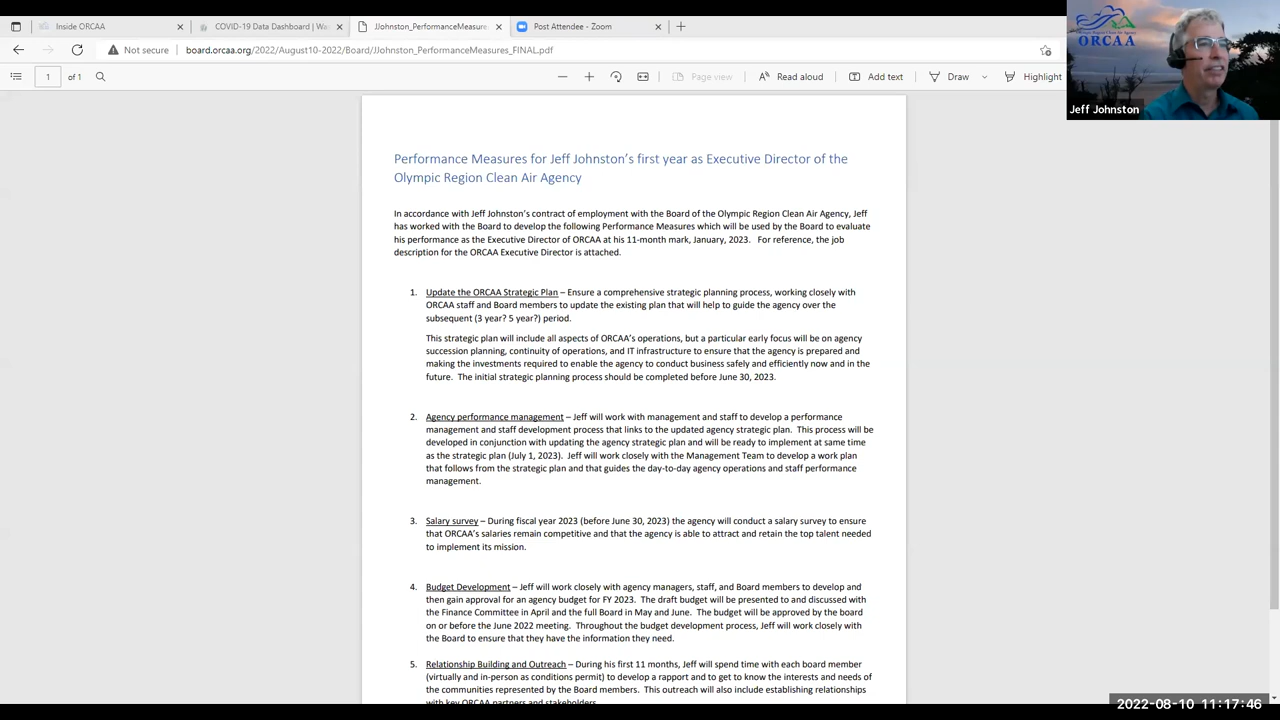 Inside ORCAA
COVID-19 Data Dashboard | Wa
JJohnston_PerformanceMeasure
Post Attendee - Zoom
Not secure
board.orcaa.org/2022/August10-2022/Board/JJohnston_PerformanceMeasures_FINAL.pdf
1 of 1
Page view
Read aloud
Add text
Draw
Highlight
ORCAA
Jeff Johnston
Performance Measures for Jeff Johnston's first year as Executive Director of the
Olympic Region Clean Air Agency
In accordance with Jeff Johnston's contract of employment with the Board of the Olympic Region Clean Air Agency, Jeff
has worked with the Board to develop the following Performance Measures which will be used by the Board to evaluate
his performance as the Executive Director of ORCAA at his 11-month mark, January, 2023. For reference, the job
description for the ORCAA Executive Director is attached.
1. Update the ORCAA Strategic Plan – Ensure a comprehensive strategic planning process, working closely with
ORCAA staff and Board members to update the existing plan that will help to guide the agency over the
subsequent (3 year? 5 year?) period.
This strategic plan will include all aspects of ORCAA's operations, but a particular early focus will be on agency
succession planning, continuity of operations, and IT infrastructure to ensure that the agency is prepared and
making the investments required to enable the agency to conduct business safely and efficiently now and in the
future. The initial strategic planning process should be completed before June 30, 2023.
2. Agency performance management – Jeff will work with management and staff to develop a performance
management and staff development process that links to the updated agency strategic plan. This process will be
developed in conjunction with updating the agency strategic plan and will be ready to implement at same time
as the strategic plan (July 1, 2023). Jeff will work closely with the Management Team to develop a work plan
that follows from the strategic plan and that guides the day-to-day agency operations and staff performance
management.
3. Salary survey – During fiscal year 2023 (before June 30, 2023) the agency will conduct a salary survey to ensure
that ORCAA's salaries remain competitive and that the agency is able to attract and retain the top talent needed
to implement its mission.
4. Budget Development – Jeff will work closely with agency managers, staff, and Board members to develop and
then gain approval for an agency budget for FY 2023. The draft budget will be presented to and discussed with
the Finance Committee in April and the full Board in May and June. The budget will be approved by the board
on or before the June 2022 meeting. Throughout the budget development process, Jeff will work closely with
the Board to ensure that they have the information they need.
5. Relationship Building and Outreach – During his first 11 months, Jeff will spend time with each board member
(virtually and in-person as conditions permit) to develop a rapport and to get to know the interests and needs of
the communities represented by the Board members. This outreach will also include establishing relationships
with key ORCAA partners and stakeholders.
2022-08-10 11:17:46